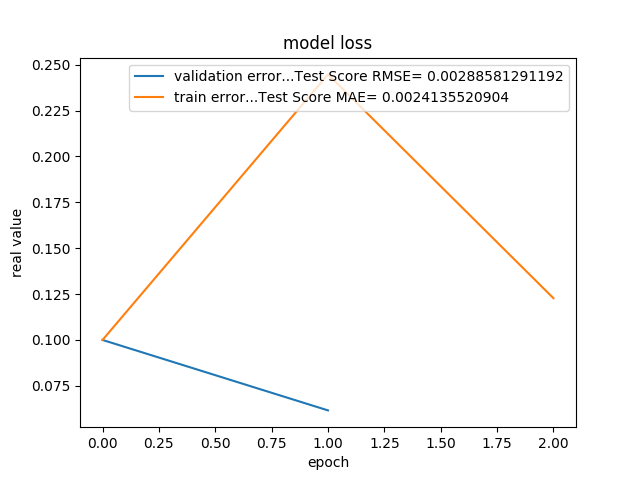 model loss
validation error...Test Score RMSE= 0.00288581291192
train error...Test Score MAE= 0.0024135520904
0.250
0.225
0.200
0.175
0.150
0.125
0.100
0.075
real value
0.00 0.25 0.50 0.75 1.00 1.25 1.50 1.75 2.00
epoch